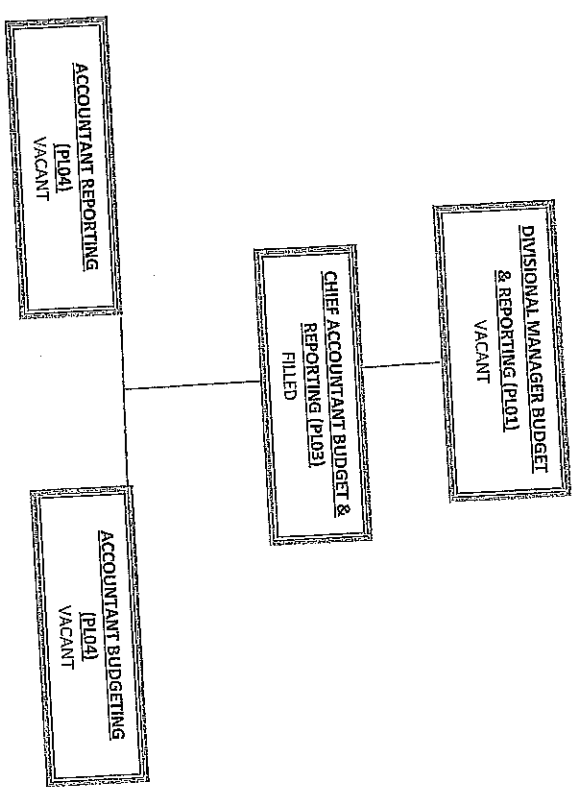 DIVISIONAL MANAGER BUDGET
& REPORTING (PL01)
VACANT
CHIEF ACCOUNTANT BUDGET &
REPORTING (PL03)
FILLED
ACCOUNTANT REPORTING
(PL04)
VACANT
ACCOUNTANT BUDGETING
(PL04)
VACANT